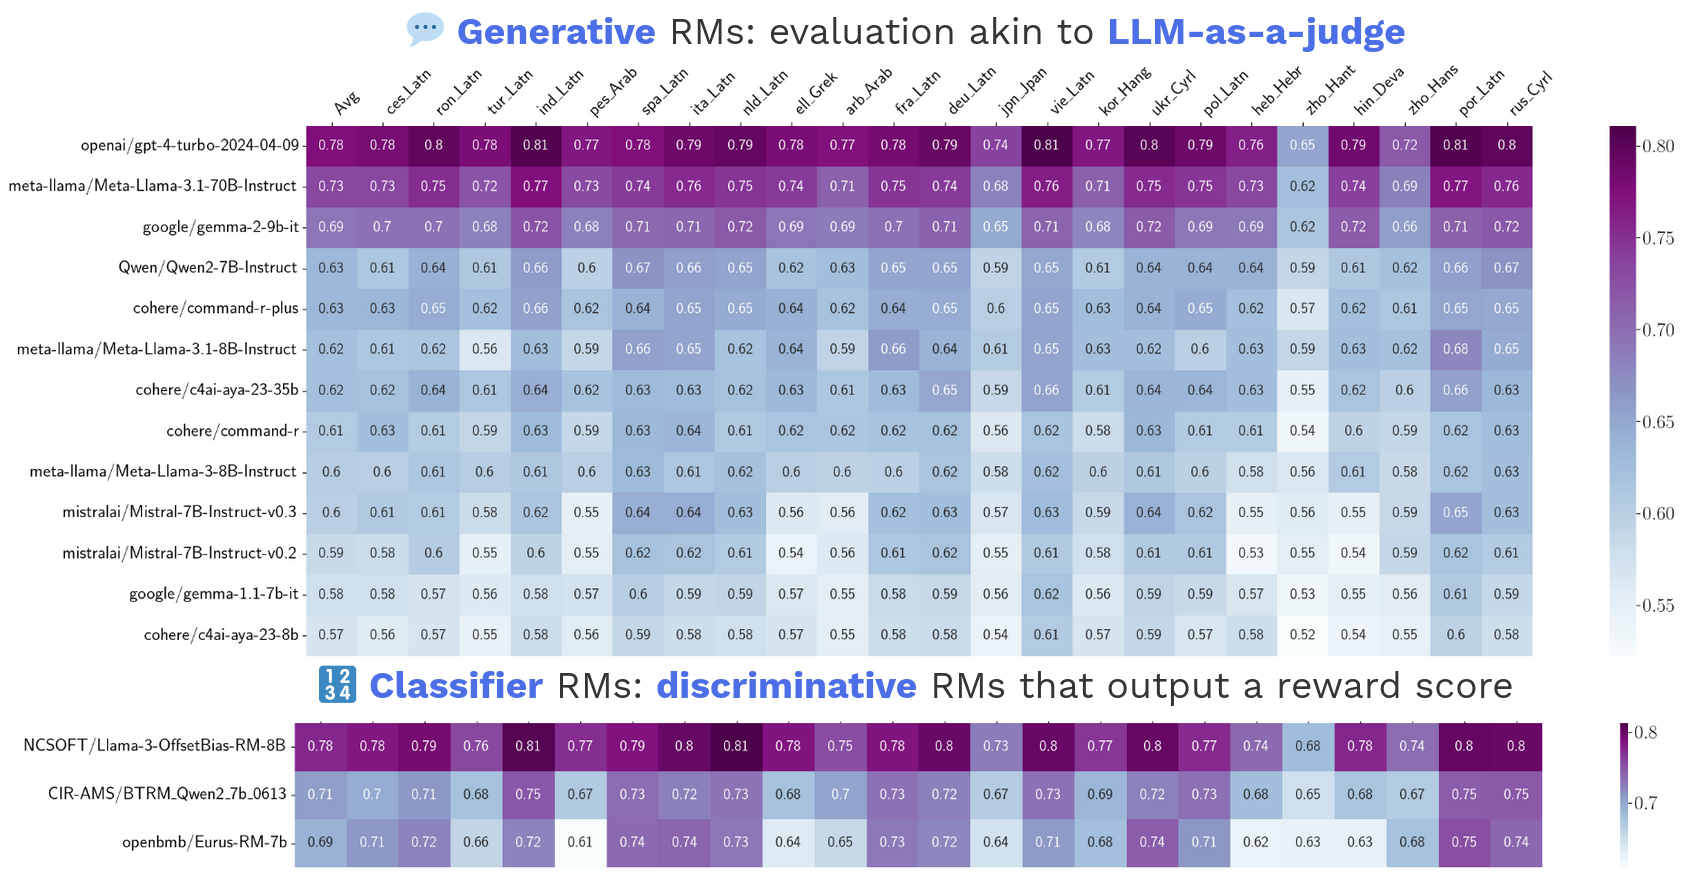 💬 Generative RMs: evaluation akin to LLM-as-a-judge
Avg ces_Latn ron_Latn tur_Latn ind_Latn pes_Arab spa_Latn ita_Latn nld_Latn ell_Grek arb_Arab fra_Latn deu_Latn jpn_Jpan vie_Latn kor_Hang ukr_Cyrl pol_Latn heb_Hebr zho_Hant hin_Deva zho_Hans por_Latn rus_Cyrl
openai/gpt-4-turbo-2024-04-09 0.78 0.78 0.8 0.78 0.81 0.77 0.78 0.79 0.79 0.78 0.77 0.78 0.79 0.74 0.81 0.77 0.8 0.79 0.76 0.65 0.79 0.72 0.81 0.8
meta-llama/Meta-Llama-3.1-70B-Instruct 0.73 0.73 0.75 0.72 0.77 0.73 0.74 0.76 0.75 0.74 0.71 0.75 0.74 0.68 0.76 0.71 0.75 0.75 0.73 0.62 0.74 0.69 0.77 0.76
google/gemma-2-9b-it 0.69 0.7 0.7 0.68 0.72 0.68 0.71 0.71 0.72 0.69 0.69 0.7 0.71 0.65 0.71 0.68 0.72 0.69 0.69 0.62 0.72 0.66 0.71 0.72
Qwen/Qwen2-7B-Instruct 0.63 0.61 0.64 0.61 0.66 0.6 0.67 0.66 0.65 0.62 0.63 0.65 0.65 0.59 0.65 0.61 0.64 0.64 0.64 0.59 0.61 0.62 0.66 0.67
cohere/command-r-plus 0.63 0.63 0.65 0.62 0.66 0.62 0.64 0.65 0.65 0.64 0.62 0.64 0.65 0.6 0.65 0.63 0.64 0.65 0.62 0.57 0.62 0.61 0.65 0.65
meta-llama/Meta-Llama-3.1-8B-Instruct 0.62 0.61 0.62 0.56 0.63 0.59 0.66 0.65 0.62 0.64 0.59 0.66 0.64 0.61 0.65 0.63 0.62 0.6 0.63 0.59 0.63 0.62 0.68 0.65
cohere/c4ai-aya-23-35b 0.62 0.62 0.64 0.61 0.64 0.62 0.63 0.63 0.62 0.63 0.61 0.63 0.65 0.59 0.66 0.61 0.64 0.64 0.63 0.55 0.62 0.6 0.66 0.63
cohere/command-r 0.61 0.63 0.61 0.59 0.63 0.59 0.63 0.64 0.61 0.62 0.62 0.62 0.62 0.56 0.62 0.58 0.63 0.61 0.61 0.54 0.6 0.59 0.62 0.63
meta-llama/Meta-Llama-3-8B-Instruct 0.6 0.6 0.61 0.6 0.61 0.6 0.63 0.61 0.62 0.6 0.6 0.6 0.62 0.58 0.62 0.6 0.61 0.6 0.58 0.56 0.61 0.58 0.62 0.63
mistralai/Mistral-7B-Instruct-v0.3 0.6 0.61 0.61 0.58 0.62 0.55 0.64 0.64 0.63 0.56 0.56 0.62 0.63 0.57 0.63 0.59 0.64 0.62 0.55 0.56 0.55 0.59 0.65 0.63
mistralai/Mistral-7B-Instruct-v0.2 0.59 0.58 0.6 0.55 0.6 0.55 0.62 0.62 0.61 0.54 0.56 0.61 0.62 0.55 0.61 0.58 0.61 0.61 0.53 0.55 0.54 0.59 0.62 0.61
google/gemma-1.1-7b-it 0.58 0.58 0.57 0.56 0.58 0.57 0.6 0.59 0.59 0.57 0.55 0.58 0.59 0.56 0.62 0.56 0.59 0.59 0.57 0.53 0.55 0.56 0.61 0.59
cohere/c4ai-aya-23-8b 0.57 0.56 0.57 0.55 0.58 0.56 0.59 0.58 0.58 0.57 0.55 0.58 0.58 0.54 0.61 0.57 0.59 0.57 0.58 0.52 0.54 0.55 0.6 0.58
0.80
0.75
0.70
0.65
0.60
0.55
🔢 Classifier RMs: discriminative RMs that output a reward score
NCSOFT/Llama-3-OffsetBias-RM-8B 0.78 0.78 0.79 0.76 0.81 0.77 0.79 0.8 0.81 0.78 0.75 0.78 0.8 0.73 0.8 0.77 0.8 0.77 0.74 0.68 0.78 0.74 0.8 0.8
CIR-AMS/BTRM_Qwen2_7b_0613 0.71 0.7 0.71 0.68 0.75 0.67 0.73 0.72 0.73 0.68 0.7 0.73 0.72 0.67 0.73 0.69 0.72 0.73 0.68 0.65 0.68 0.67 0.75 0.75
openbmb/Eurus-RM-7b 0.69 0.71 0.72 0.66 0.72 0.61 0.74 0.74 0.73 0.64 0.65 0.73 0.72 0.64 0.71 0.68 0.74 0.71 0.62 0.63 0.63 0.68 0.75 0.74
0.8
0.7